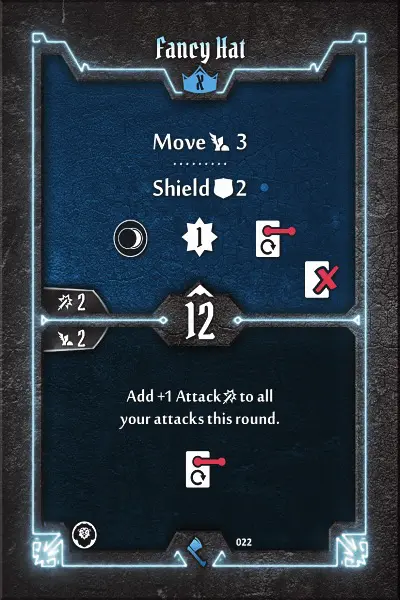 Fancy Hat
X
Move 3
Shield 2
1
2
12
2
Add +1 Attack to all
your attacks this round.
022